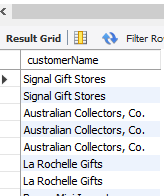 Result Grid Filter Row
customerName
Signal Gift Stores
Signal Gift Stores
Australian Collectors, Co.
Australian Collectors, Co.
Australian Collectors, Co.
La Rochelle Gifts
La Rochelle Gifts